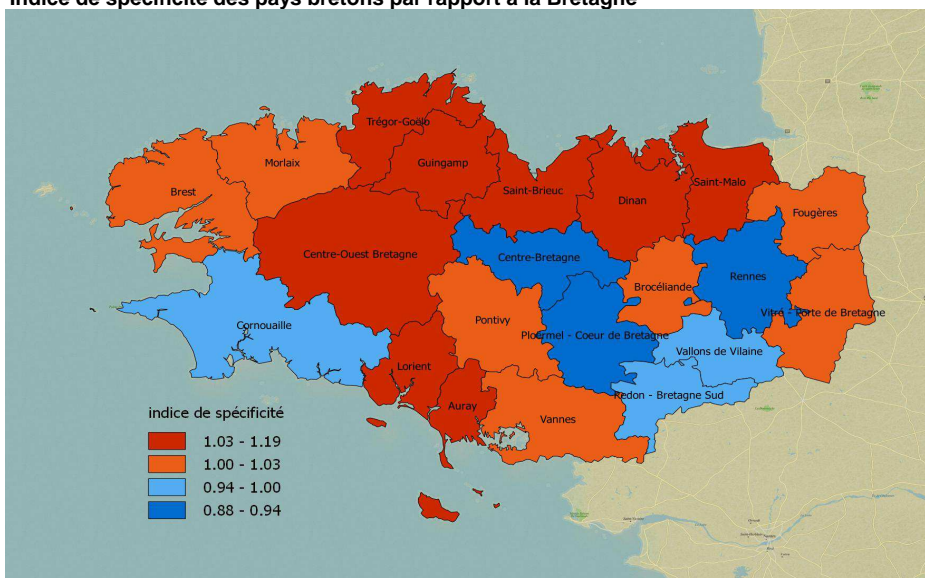 Indice de spécificité des pays bretons par rapport à la Bretagne
Trégor-Goëlo
Morlaix
Guingamp
Saint-Malo
Brest
Saint-Brieuc
Dinan
Fougères
Centre-Ouest Bretagne
Centre-Bretagne
Rennes
Brocéliande
Vitré - Porte de Bretagne
Cornouaille
Pontivy
Ploërmel - Coeur de Bretagne
Vallons de Vilaine
Lorient
Redon - Bretagne Sud
Auray
Vannes
indice de spécificité
1.03 - 1.19
1.00 - 1.03
0.94 - 1.00
0.88 - 0.94